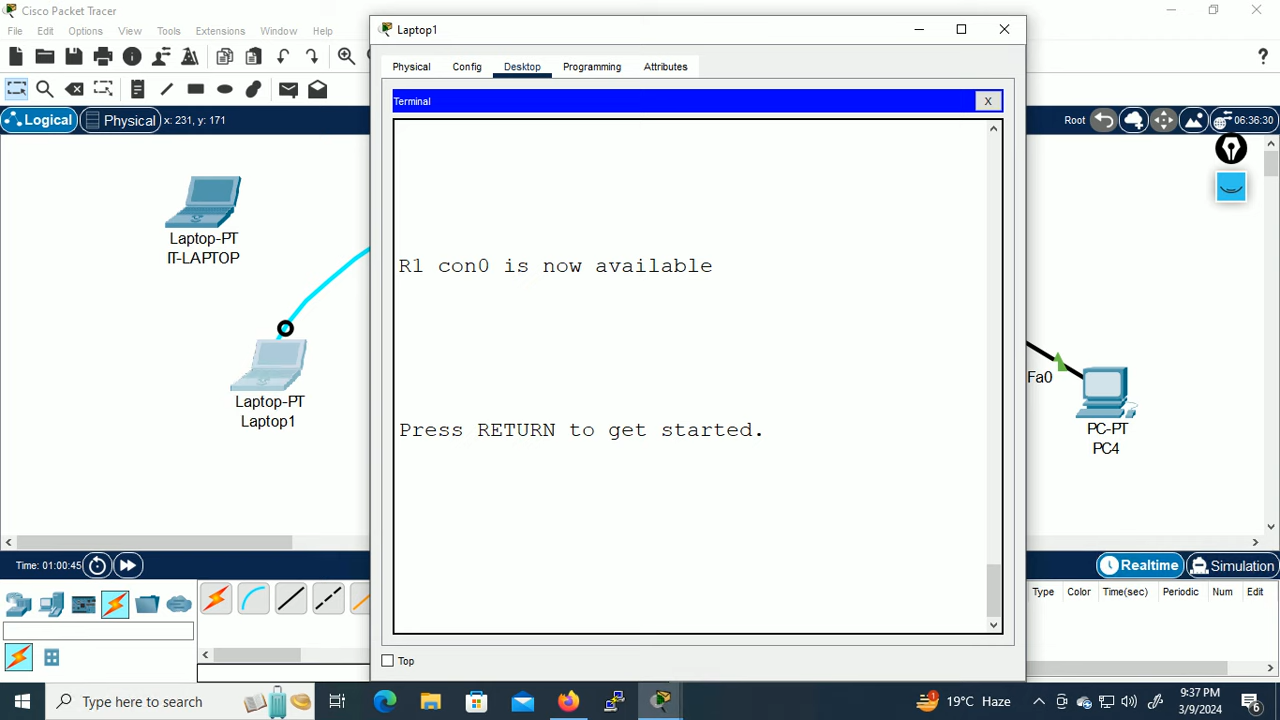 Cisco Packet Tracer
File Edit Options View Tools Extensions Window Help
Logical Physical x: 231, y: 171
Root 06:36:30
Laptop-PT
IT-LAPTOP
Laptop-PT
Laptop1
Laptop1
Physical Config Desktop Programming Attributes
Terminal X
R1 con0 is now available
Press RETURN to get started.
Top
Fa0
PC-PT
PC4
Time: 01:00:45
Realtime Simulation
Type Color Time(sec) Periodic Num Edit
Type here to search
1
19°C Haze
9:37 PM
3/9/2024
6